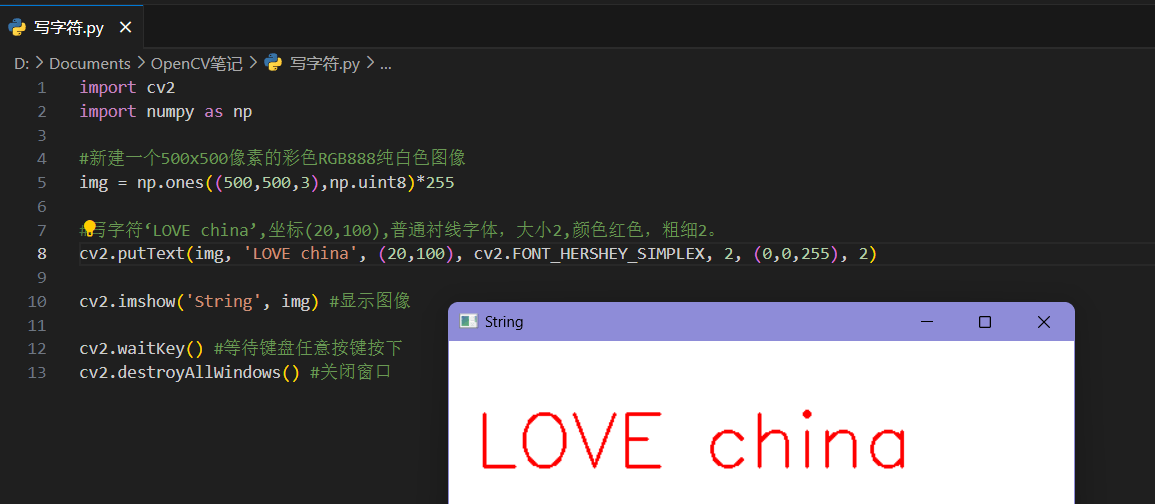 写字符.py
D: > Documents > OpenCV笔记 > 写字符.py > ...
1 import cv2
2 import numpy as np
3
4 #新建一个500x500像素的彩色RGB888纯白色图像
5 img = np.ones((500,500,3),np.uint8)*255
6
7 #写字符‘LOVE china’,坐标(20,100),普通衬线字体，大小2,颜色红色，粗细2。
8 cv2.putText(img, 'LOVE china', (20,100), cv2.FONT_HERSHEY_SIMPLEX, 2, (0,0,255), 2)
9
10 cv2.imshow('String', img) #显示图像
11
12 cv2.waitKey() #等待键盘任意按键按下
13 cv2.destroyAllWindows() #关闭窗口
String
LOVE china